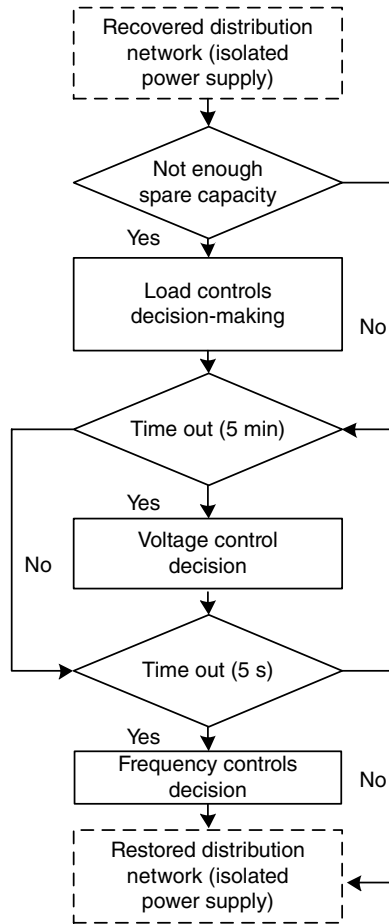 Recovered distribution
network (isolated
power supply)
Not enough
spare capacity
Yes
Load controls
decision-making
No
Time out (5 min)
Yes
Voltage control
decision
No
Time out (5 s)
Yes
Frequency controls
decision
No
Restored distribution
network (isolated
power supply)